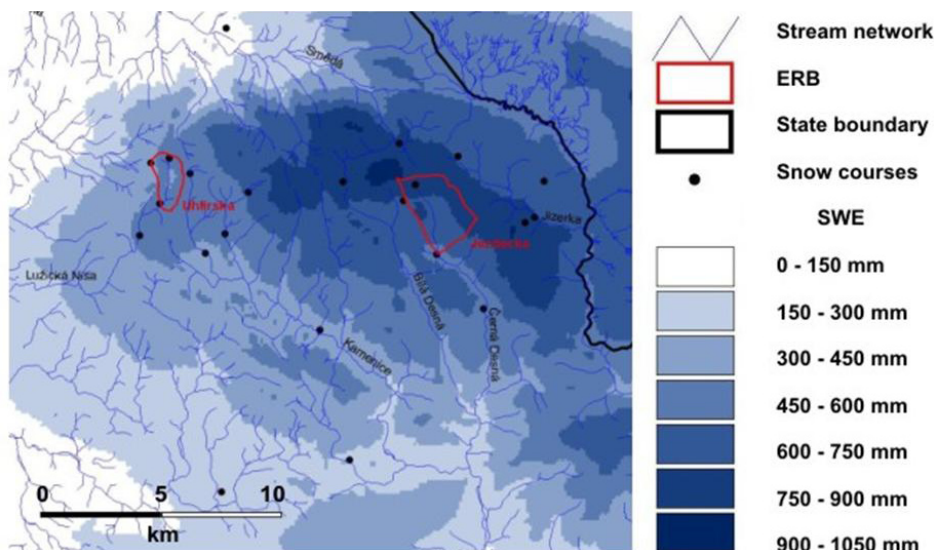 Smědá
Uhlířská
Jizerka
Jezdecká
Lužická Nisa
Bílá Desná
Černá Desná
Kamenice
0 5 10
km
Stream network
ERB
State boundary
Snow courses
SWE
0 - 150 mm
150 - 300 mm
300 - 450 mm
450 - 600 mm
600 - 750 mm
750 - 900 mm
900 - 1050 mm